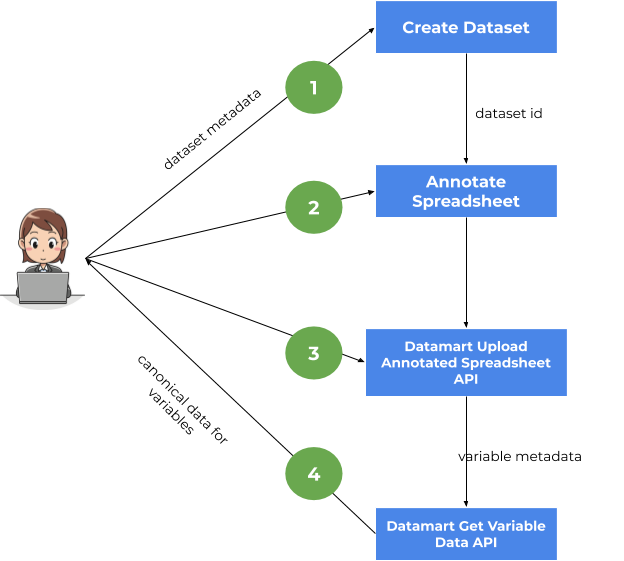 Create Dataset
1
dataset metadata
dataset id
Annotate
Spreadsheet
2
Datamart Upload
Annotated Spreadsheet
API
3
canonical data for
variables
variable metadata
4
Datamart Get Variable
Data API